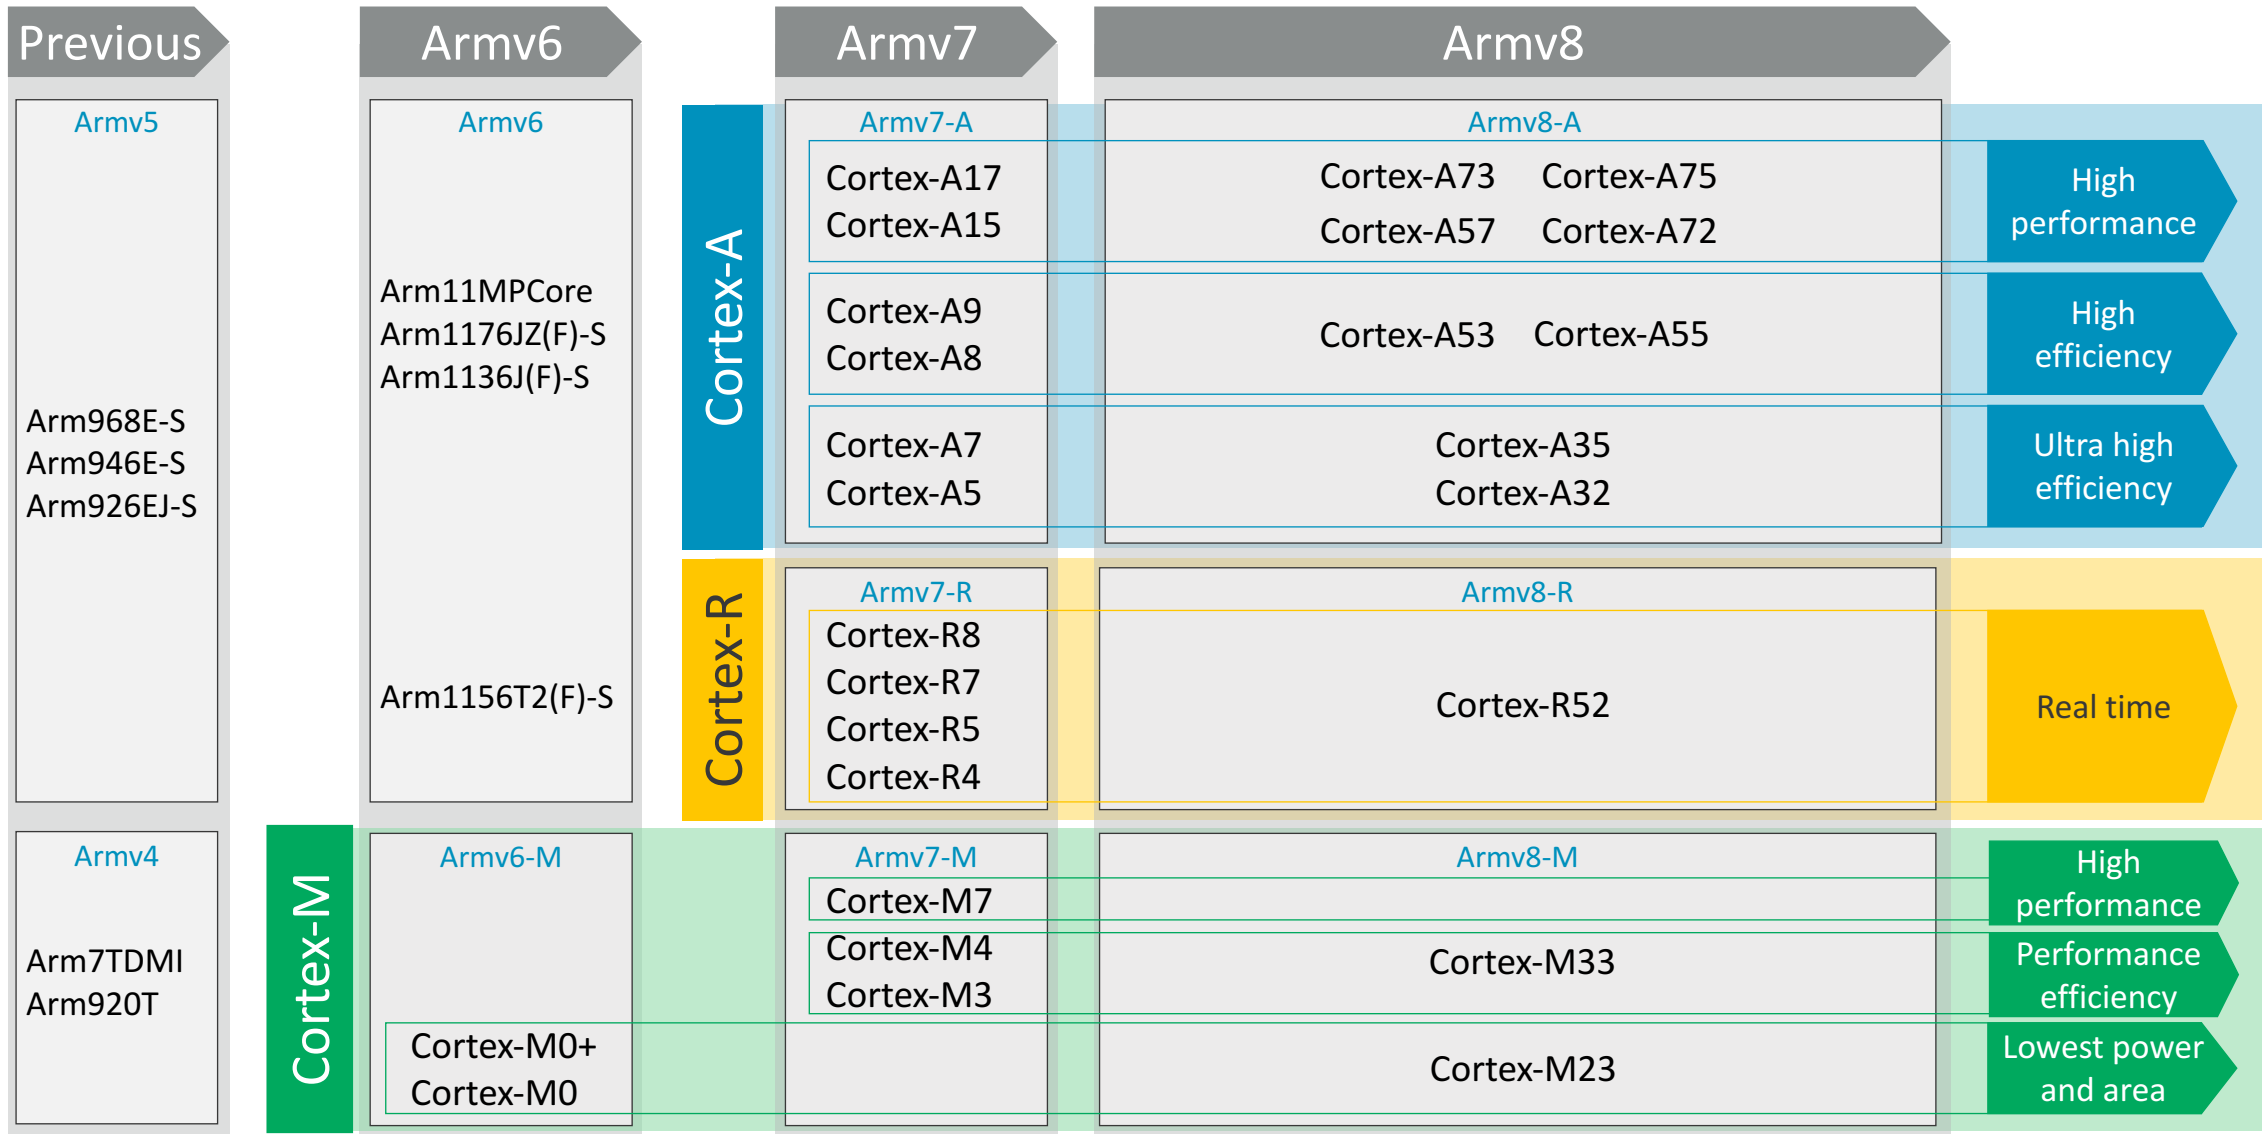 Previous
Armv6
Armv7
Armv8
Armv5
Arm968E-S
Arm946E-S
Arm926EJ-S
Armv6
Arm11MPCore
Arm1176JZ(F)-S
Arm1136J(F)-S
Arm1156T2(F)-S
Cortex-A
Armv7-A
Armv8-A
Cortex-A17
Cortex-A15
Cortex-A73 Cortex-A75
Cortex-A57 Cortex-A72
High
performance
Cortex-A9
Cortex-A8
Cortex-A53 Cortex-A55
High
efficiency
Cortex-A7
Cortex-A5
Cortex-A35
Cortex-A32
Ultra high
efficiency
Cortex-R
Armv7-R
Armv8-R
Cortex-R8
Cortex-R7
Cortex-R5
Cortex-R4
Cortex-R52
Real time
Armv4
Arm7TDMI
Arm920T
Cortex-M
Armv6-M
Armv7-M
Armv8-M
Cortex-M7
High
performance
Cortex-M4
Cortex-M3
Cortex-M33
Performance
efficiency
Cortex-M0+
Cortex-M0
Cortex-M23
Lowest power
and area